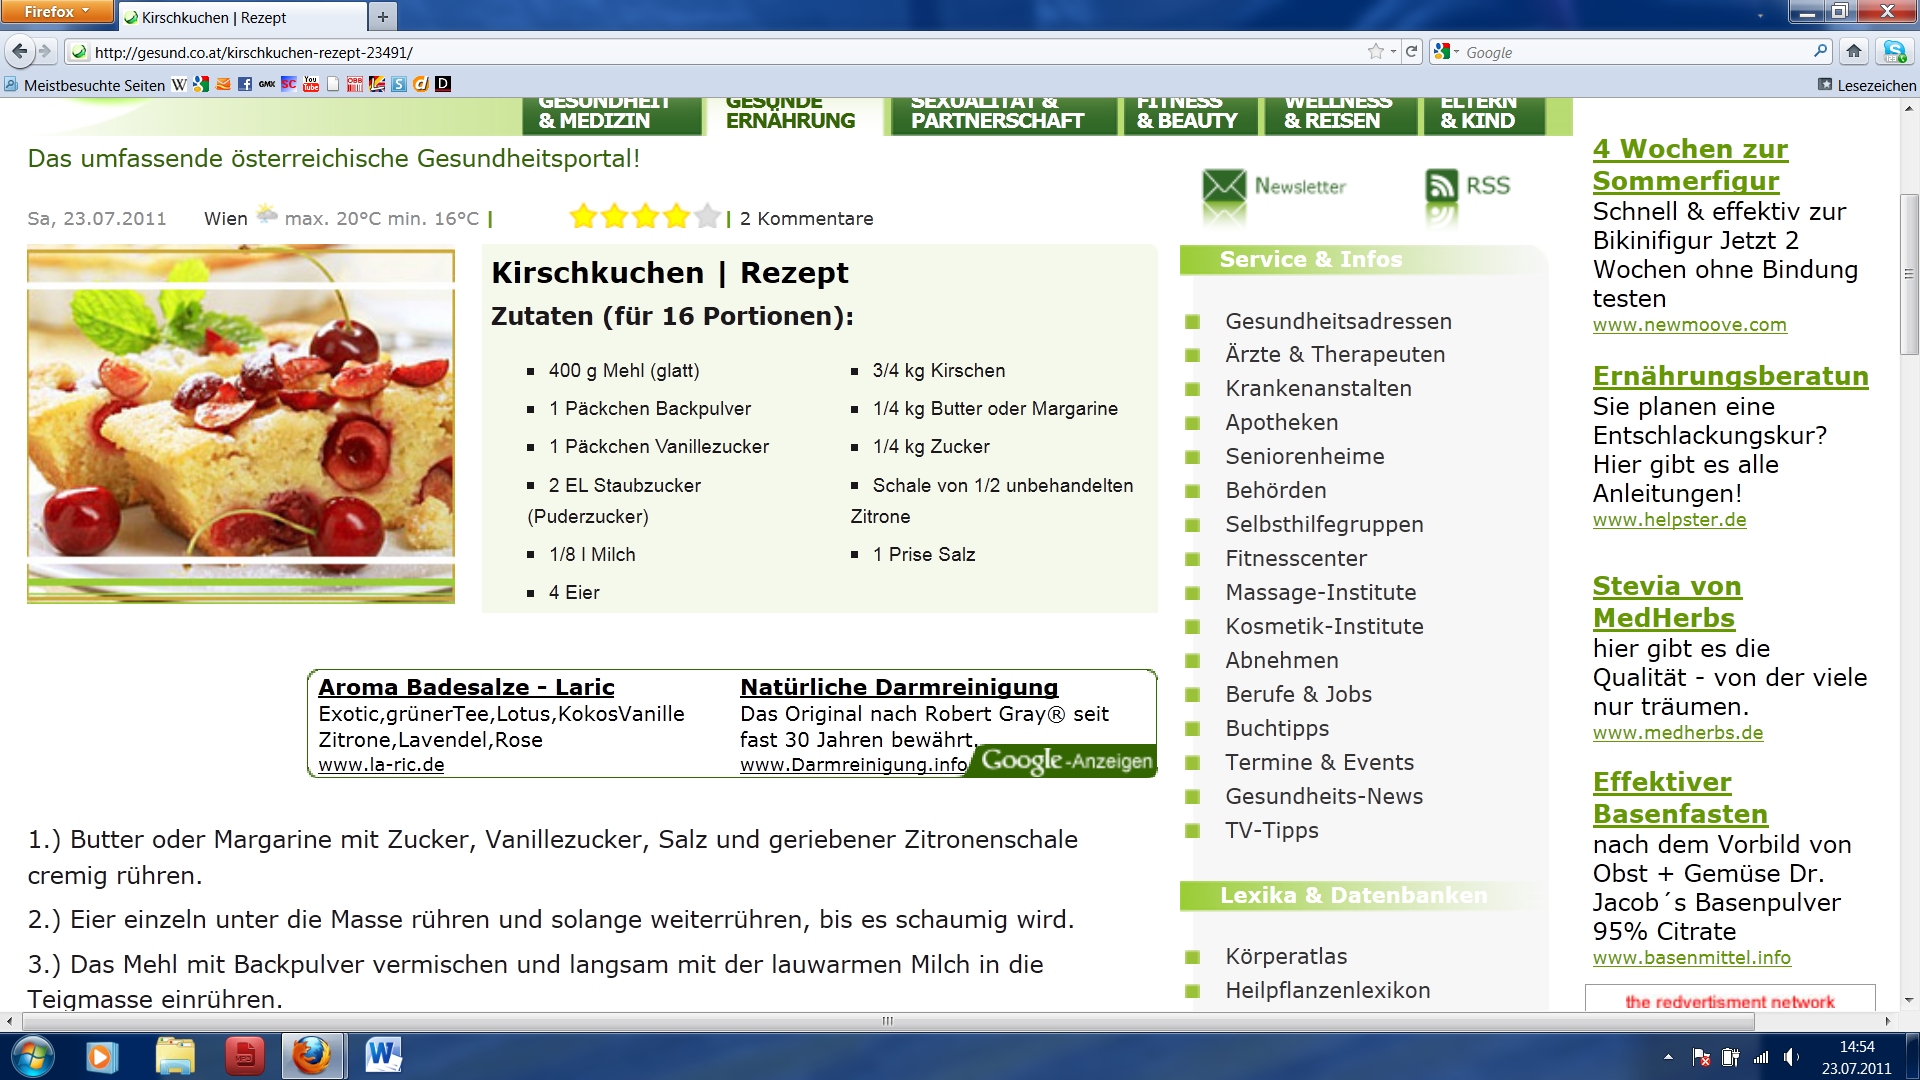 Firefox
Kirschkuchen | Rezept
http://gesund.co.at/kirschkuchen-rezept-23491/
Google
Meistbesuchte Seiten
Lesezeichen
GESUNDHEIT
& MEDIZIN
GESUNDE
ERNÄHRUNG
SEXUALITÄT &
PARTNERSCHAFT
FITNESS
& BEAUTY
WELLNESS
& REISEN
ELTERN
& KIND
Das umfassende österreichische Gesundheitsportal!
Newsletter
RSS
Sa, 23.07.2011 Wien max. 20°C min. 16°C | | 2 Kommentare
Kirschkuchen | Rezept
Zutaten (für 16 Portionen):
400 g Mehl (glatt)
1 Päckchen Backpulver
1 Päckchen Vanillezucker
2 EL Staubzucker
(Puderzucker)
1/8 l Milch
4 Eier
3/4 kg Kirschen
1/4 kg Butter oder Margarine
1/4 kg Zucker
Schale von 1/2 unbehandelten
Zitrone
1 Prise Salz
Aroma Badesalze - Laric
Exotic,grünerTee,Lotus,KokosVanille
Zitrone,Lavendel,Rose
www.la-ric.de
Natürliche Darmreinigung
Das Original nach Robert Gray® seit
fast 30 Jahren bewährt.
www.Darmreinigung.info
Google-Anzeigen
1.) Butter oder Margarine mit Zucker, Vanillezucker, Salz und geriebener Zitronenschale
cremig rühren.
2.) Eier einzeln unter die Masse rühren und solange weiterrühren, bis es schaumig wird.
3.) Das Mehl mit Backpulver vermischen und langsam mit der lauwarmen Milch in die
Teigmasse einrühren.
Service & Infos
Gesundheitsadressen
Ärzte & Therapeuten
Krankenanstalten
Apotheken
Seniorenheime
Behörden
Selbsthilfegruppen
Fitnesscenter
Massage-Institute
Kosmetik-Institute
Abnehmen
Berufe & Jobs
Buchtipps
Termine & Events
Gesundheits-News
TV-Tipps
Lexika & Datenbanken
Körperatlas
Heilpflanzenlexikon
4 Wochen zur
Sommerfigur
Schnell & effektiv zur
Bikinifigur Jetzt 2
Wochen ohne Bindung
testen
www.newmoove.com
Ernährungsberatun
Sie planen eine
Entschlackungskur?
Hier gibt es alle
Anleitungen!
www.helpster.de
Stevia von
MedHerbs
hier gibt es die
Qualität - von der viele
nur träumen.
www.medherbs.de
Effektiver
Basenfasten
nach dem Vorbild von
Obst + Gemüse Dr.
Jacob´s Basenpulver
95% Citrate
www.basenmittel.info
the redvertisment network
14:54
23.07.2011